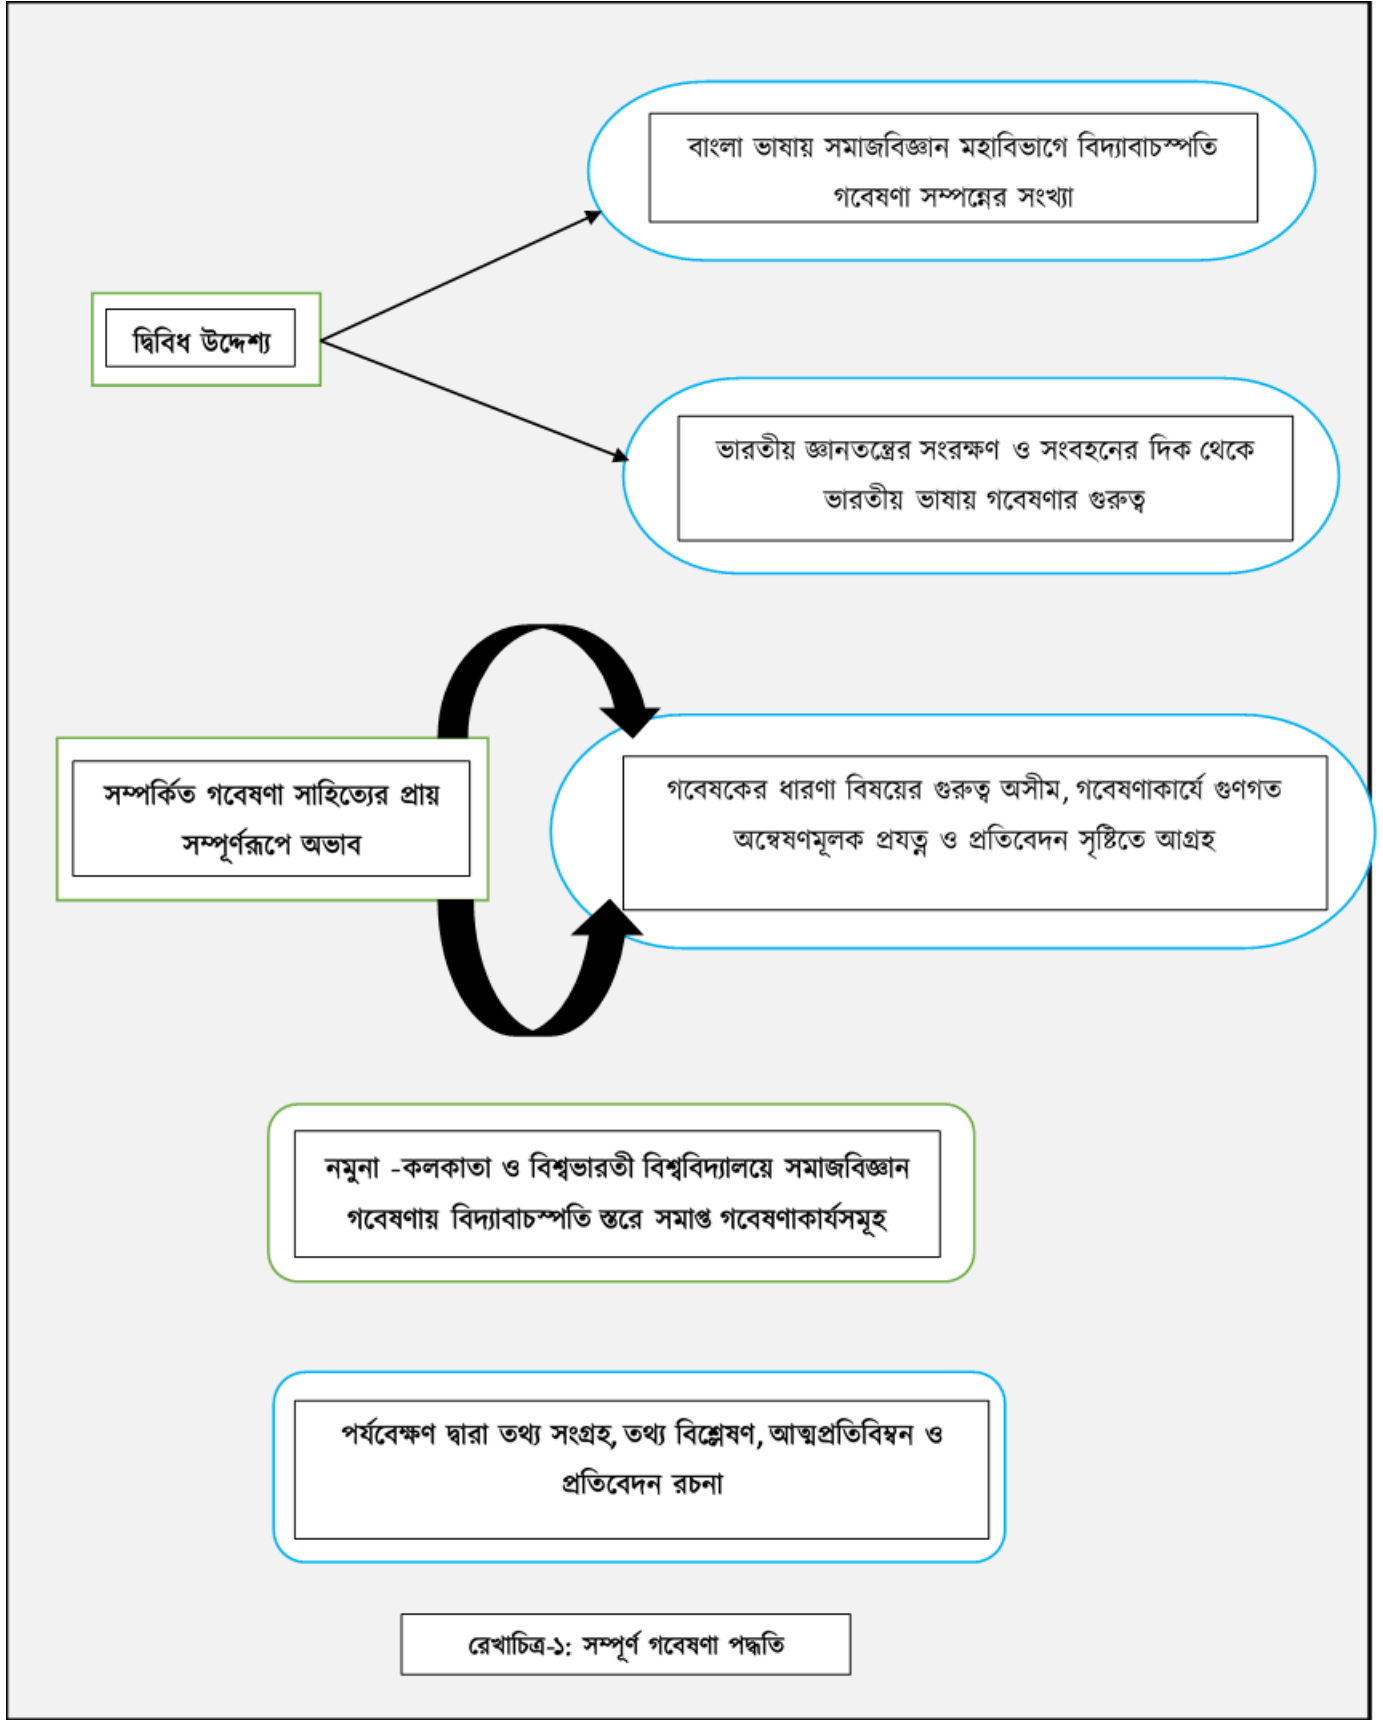 বাংলা ভাষায় সমাজবিজ্ঞান মহাবিভাগে বিদ্যাবাচস্পতি
গবেষণা সম্পন্নের সংখ্যা
দ্বিবিধ উদ্দেশ্য
ভারতীয় জ্ঞানতন্ত্রের সংরক্ষণ ও সংবহনের দিক থেকে
ভারতীয় ভাষায় গবেষণার গুরুত্ব
সম্পর্কিত গবেষণা সাহিত্যের প্রায়
সম্পূর্ণরূপে অভাব
গবেষকের ধারণা বিষয়ের গুরুত্ব অসীম, গবেষণাকার্যে গুণগত
অন্বেষণমূলক প্রযত্ন ও প্রতিবেদন সৃষ্টিতে আগ্রহ
নমুনা -কলকাতা ও বিশ্বভারতী বিশ্ববিদ্যালয়ে সমাজবিজ্ঞান
গবেষণায় বিদ্যাবাচস্পতি স্তরে সমাপ্ত গবেষণাকার্যসমূহ
পর্যবেক্ষণ দ্বারা তথ্য সংগ্রহ, তথ্য বিশ্লেষণ, আত্মপ্রতিবিম্বন ও
প্রতিবেদন রচনা
রেখাচিত্র-১: সম্পূর্ণ গবেষণা পদ্ধতি